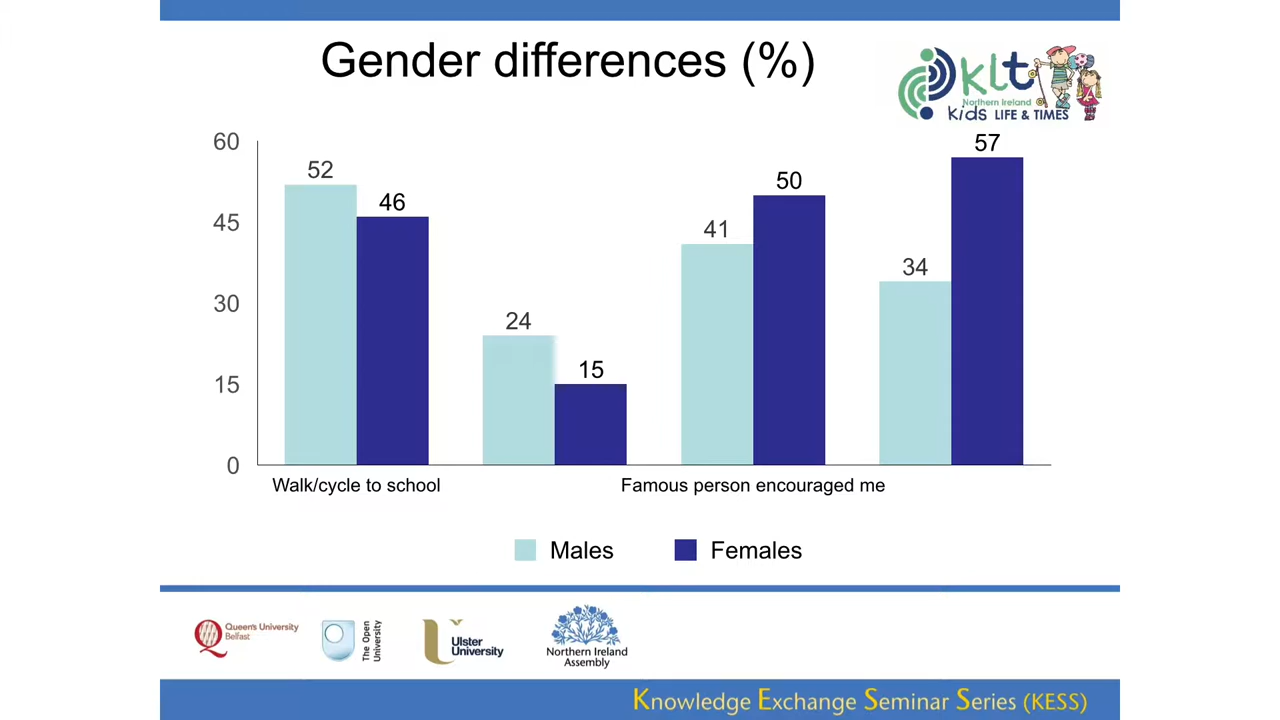 Gender differences (%)
klt
Northern Ireland
kids LIFE & TIMES
60
45
30
15
0
52
46
24
15
41
50
34
57
Walk/cycle to school
Famous person encouraged me
Males
Females
Queen's University
Belfast
The Open
University
Ulster
University
Northern Ireland
Assembly
Knowledge Exchange Seminar Series (KESS)